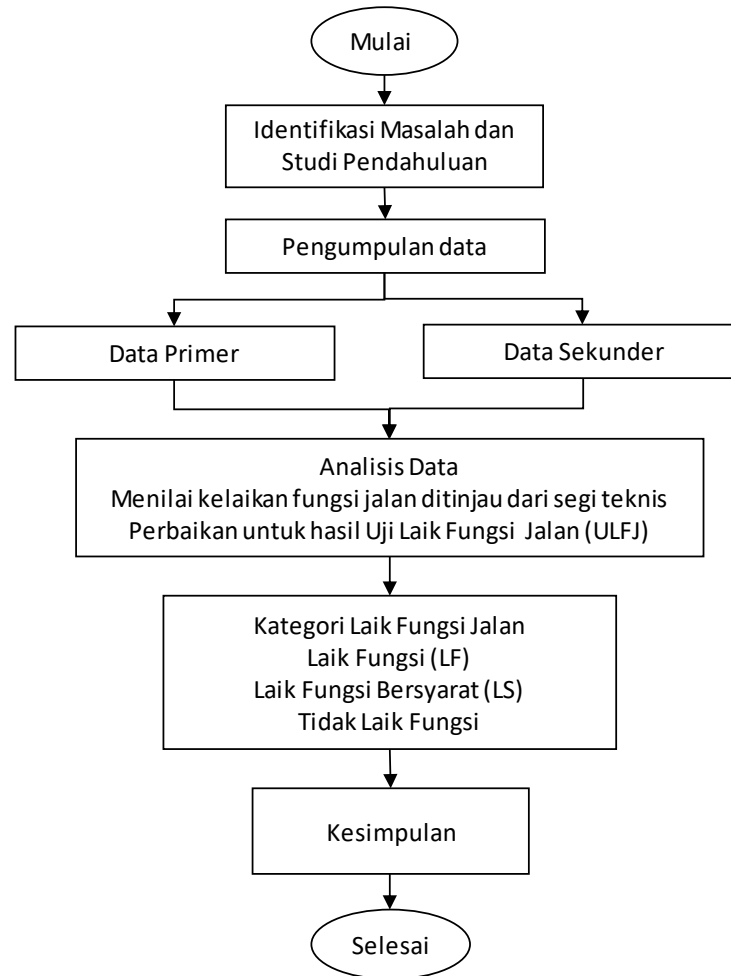 Mulai
Identifikasi Masalah dan
Studi Pendahuluan
Pengumpulan data
Data Primer
Data Sekunder
Analisis Data
Menilai kelaikan fungsi jalan ditinjau dari segi teknis
Perbaikan untuk hasil Uji Laik Fungsi Jalan (ULFJ)
Kategori Laik Fungsi Jalan
Laik Fungsi (LF)
Laik Fungsi Bersyarat (LS)
Tidak Laik Fungsi
Kesimpulan
Selesai